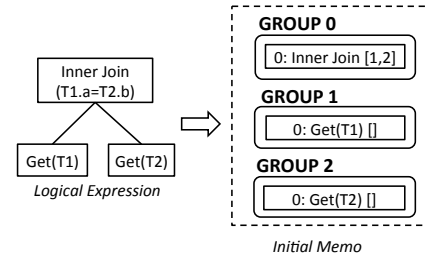 Inner Join
(T1.a=T2.b)
Get(T1)
Get(T2)
Logical Expression
GROUP 0
0: Inner Join [1,2]
GROUP 1
0: Get(T1) []
GROUP 2
0: Get(T2) []
Initial Memo